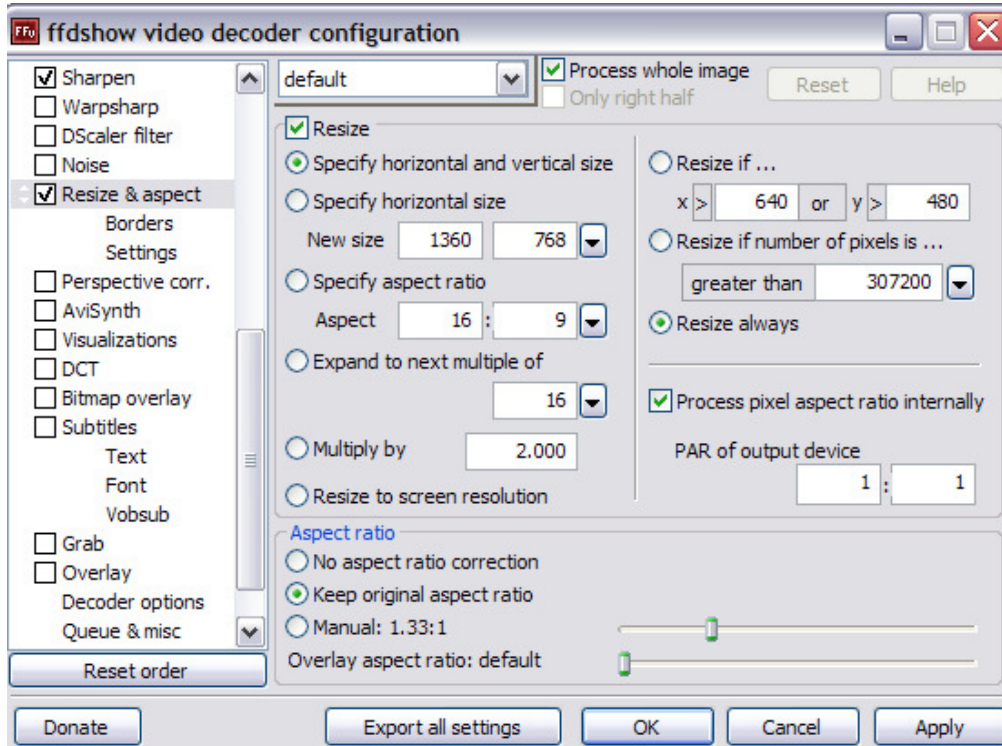 FFv ffdshow video decoder configuration
Sharpen
Warpsharp
DScaler filter
Noise
Resize & aspect
Borders
Settings
Perspective corr.
AviSynth
Visualizations
DCT
Bitmap overlay
Subtitles
Text
Font
Vobsub
Grab
Overlay
Decoder options
Queue & misc
Reset order
default
Process whole image
Only right half
Reset
Help
Resize
Specify horizontal and vertical size
Specify horizontal size
New size 1360 768
Specify aspect ratio
Aspect 16 : 9
Expand to next multiple of
16
Multiply by 2.000
Resize to screen resolution
Resize if ...
x > 640 or y > 480
Resize if number of pixels is ...
greater than 307200
Resize always
Process pixel aspect ratio internally
PAR of output device
1 : 1
Aspect ratio
No aspect ratio correction
Keep original aspect ratio
Manual: 1.33:1
Overlay aspect ratio: default
Donate
Export all settings
OK
Cancel
Apply